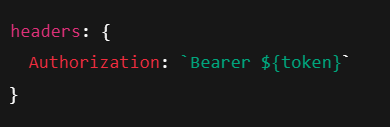 headers: {
  Authorization: `Bearer ${token}`
}